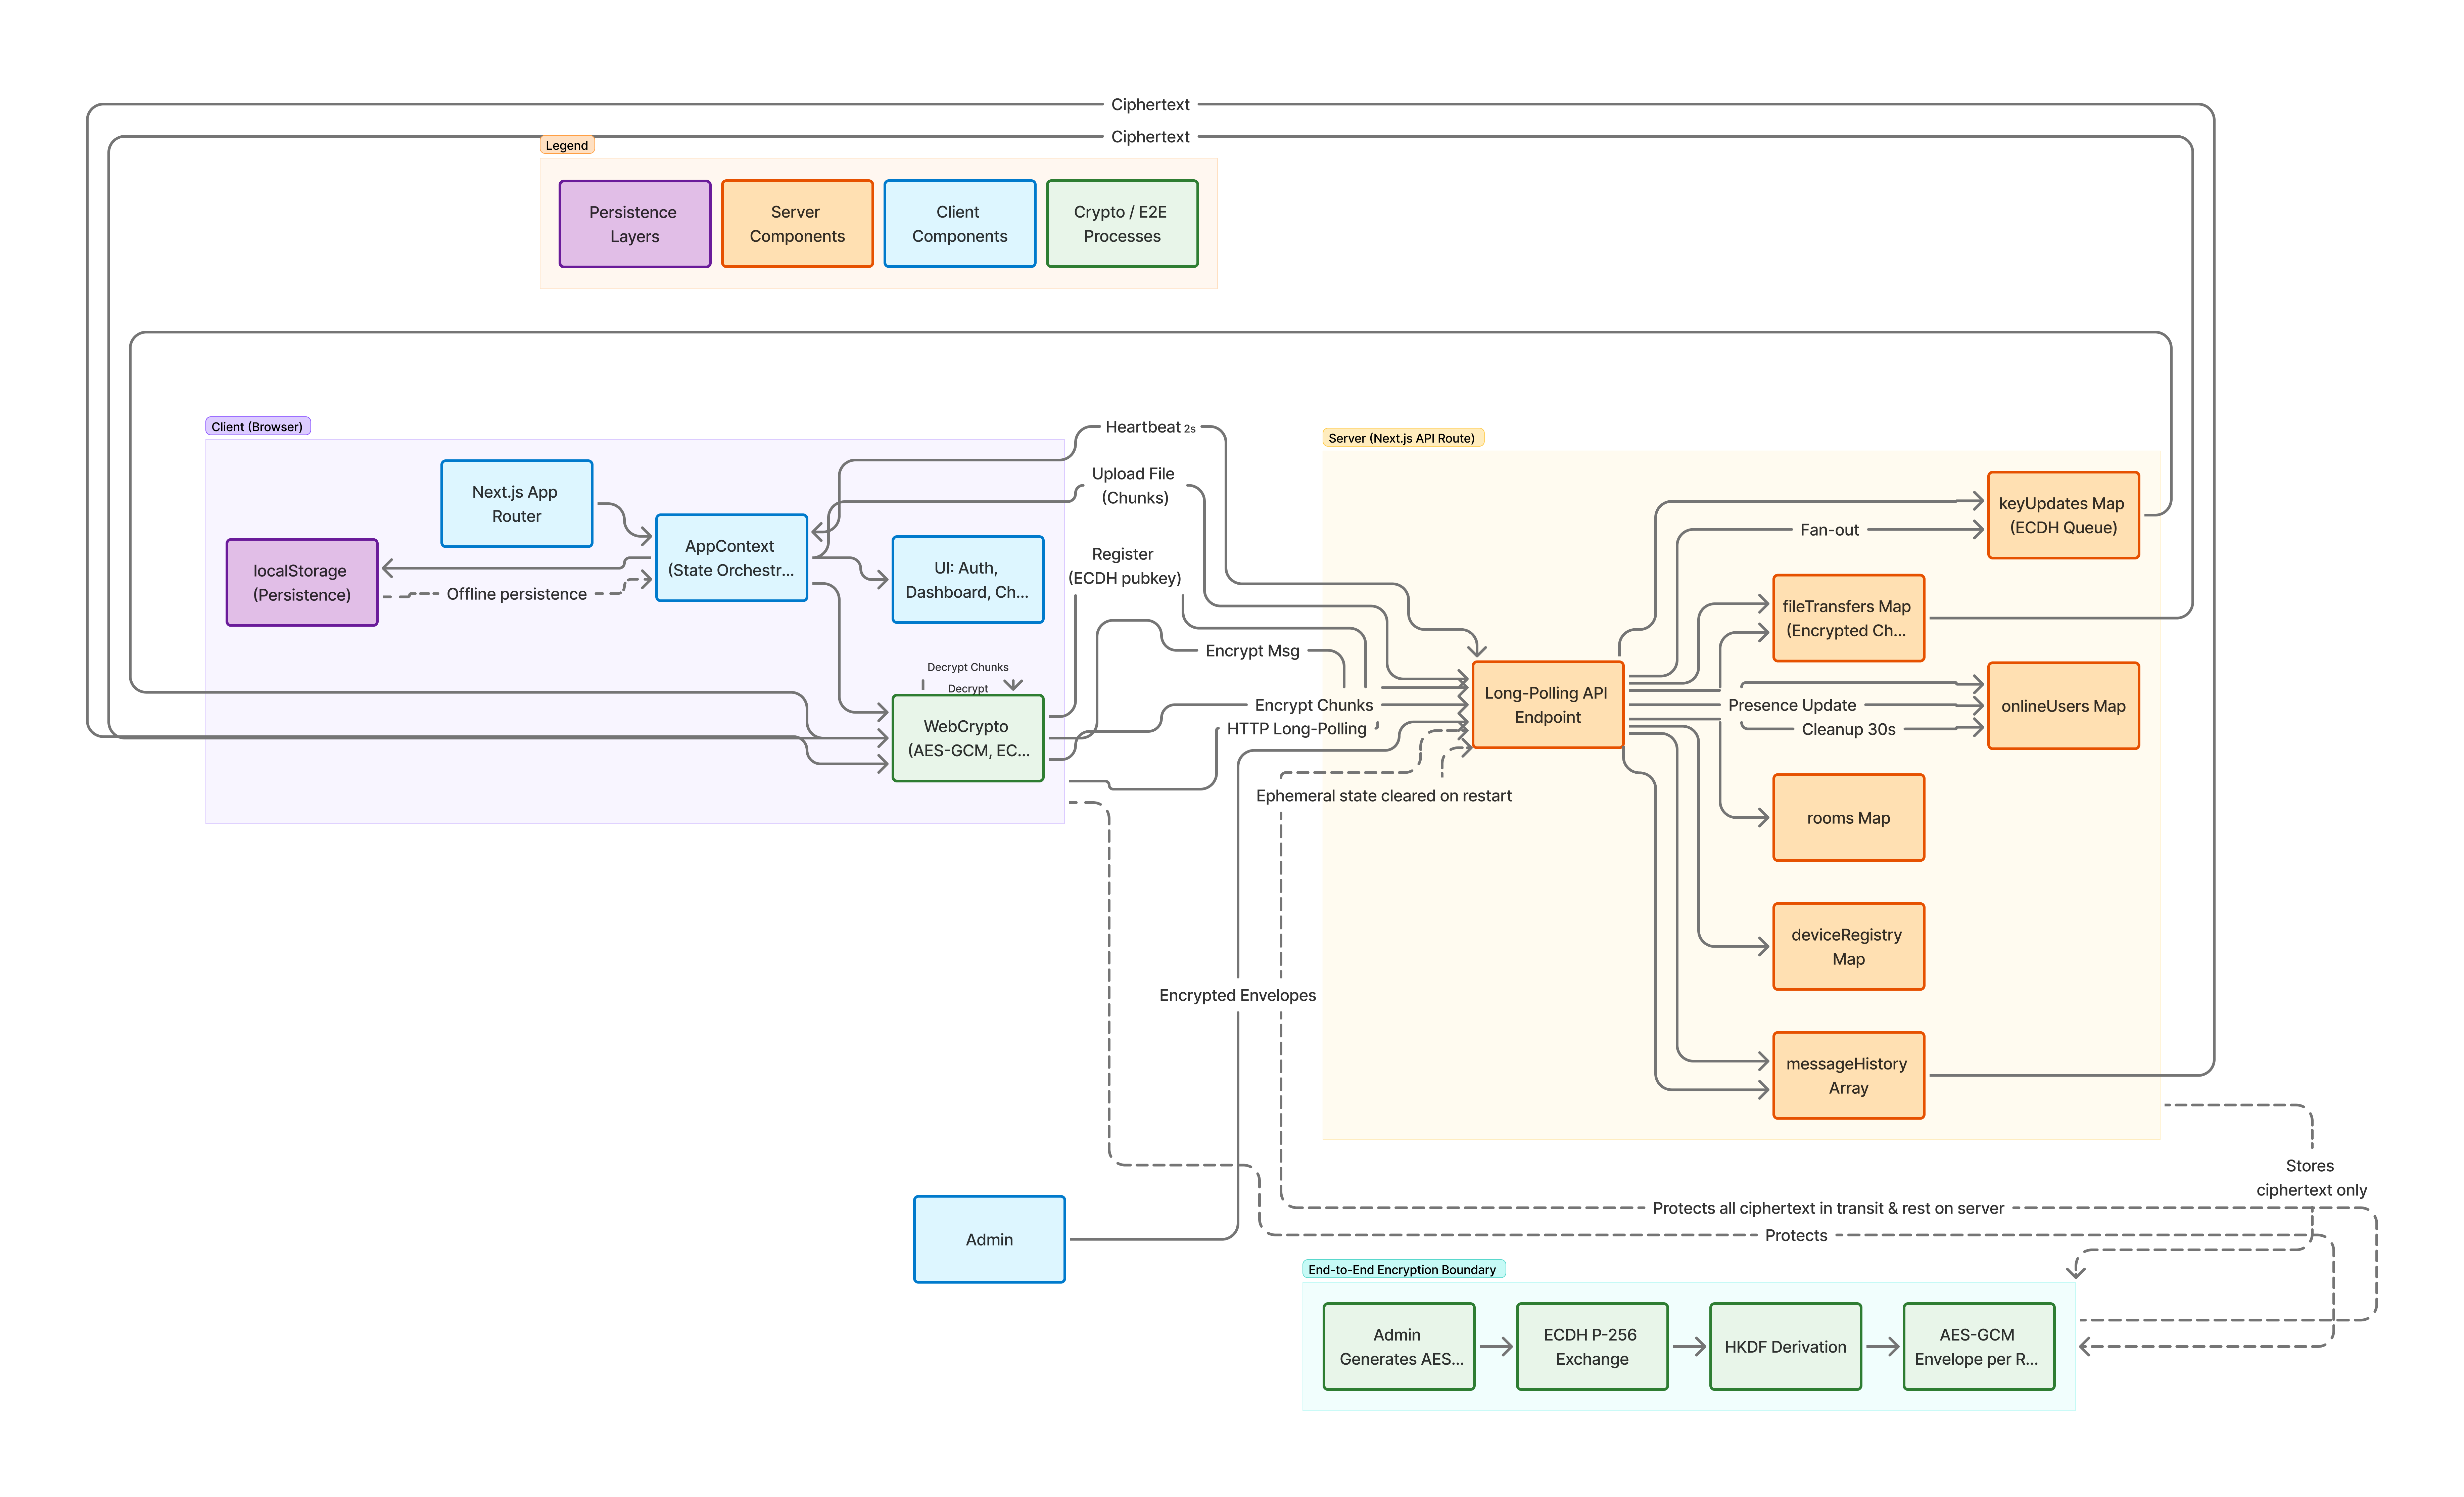 Ciphertext
Ciphertext
Legend
Persistence
Layers
Server
Components
Client
Components
Crypto / E2E
Processes
Client (Browser)
Next.js App
Router
localStorage
(Persistence)
Offline persistence
AppContext
(State Orchestr...
UI: Auth,
Dashboard, Ch...
Decrypt Chunks
Decrypt
WebCrypto
(AES-GCM, EC...
Heartbeat 2s
Upload File
(Chunks)
Register
(ECDH pubkey)
Encrypt Msg
Encrypt Chunks
HTTP Long-Polling
Ephemeral state cleared on restart
Encrypted Envelopes
Server (Next.js API Route)
Long-Polling API
Endpoint
Fan-out
Presence Update
Cleanup 30s
keyUpdates Map
(ECDH Queue)
fileTransfers Map
(Encrypted Ch...
onlineUsers Map
rooms Map
deviceRegistry
Map
messageHistory
Array
Stores
ciphertext only
Protects all ciphertext in transit & rest on server
Protects
Admin
End-to-End Encryption Boundary
Admin
Generates AES...
ECDH P-256
Exchange
HKDF Derivation
AES-GCM
Envelope per R...